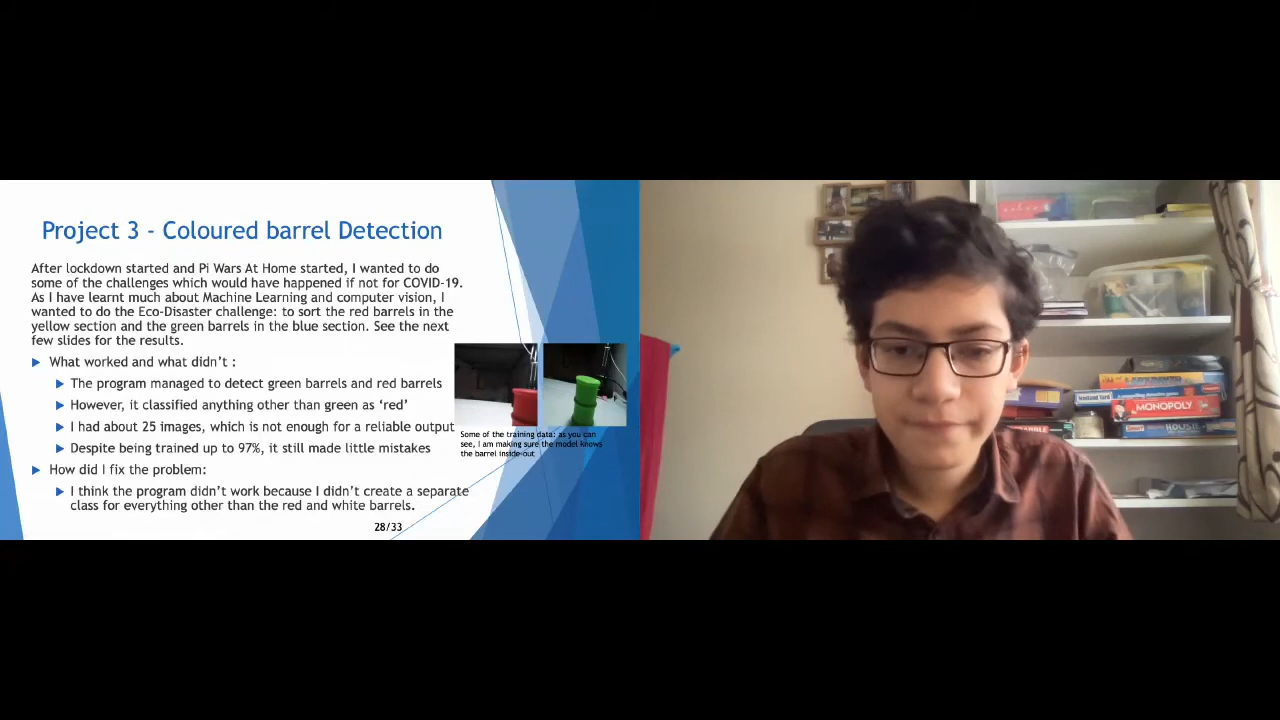 Project 3 - Coloured barrel Detection
After lockdown started and Pi Wars At Home started, I wanted to do
some of the challenges which would have happened if not for COVID-19.
As I have learnt much about Machine Learning and computer vision, I
wanted to do the Eco-Disaster challenge: to sort the red barrels in the
yellow section and the green barrels in the blue section. See the next
few slides for the results.
What worked and what didn't :
The program managed to detect green barrels and red barrels
However, it classified anything other than green as 'red'
I had about 25 images, which is not enough for a reliable output
Despite being trained up to 97%, it still made little mistakes
How did I fix the problem:
I think the program didn't work because I didn't create a separate
class for everything other than the red and white barrels.
Some of the training data: as you can
see, I am making sure the model knows
the barrel inside-out
28/33
Scotland Yard
MONOPOLY